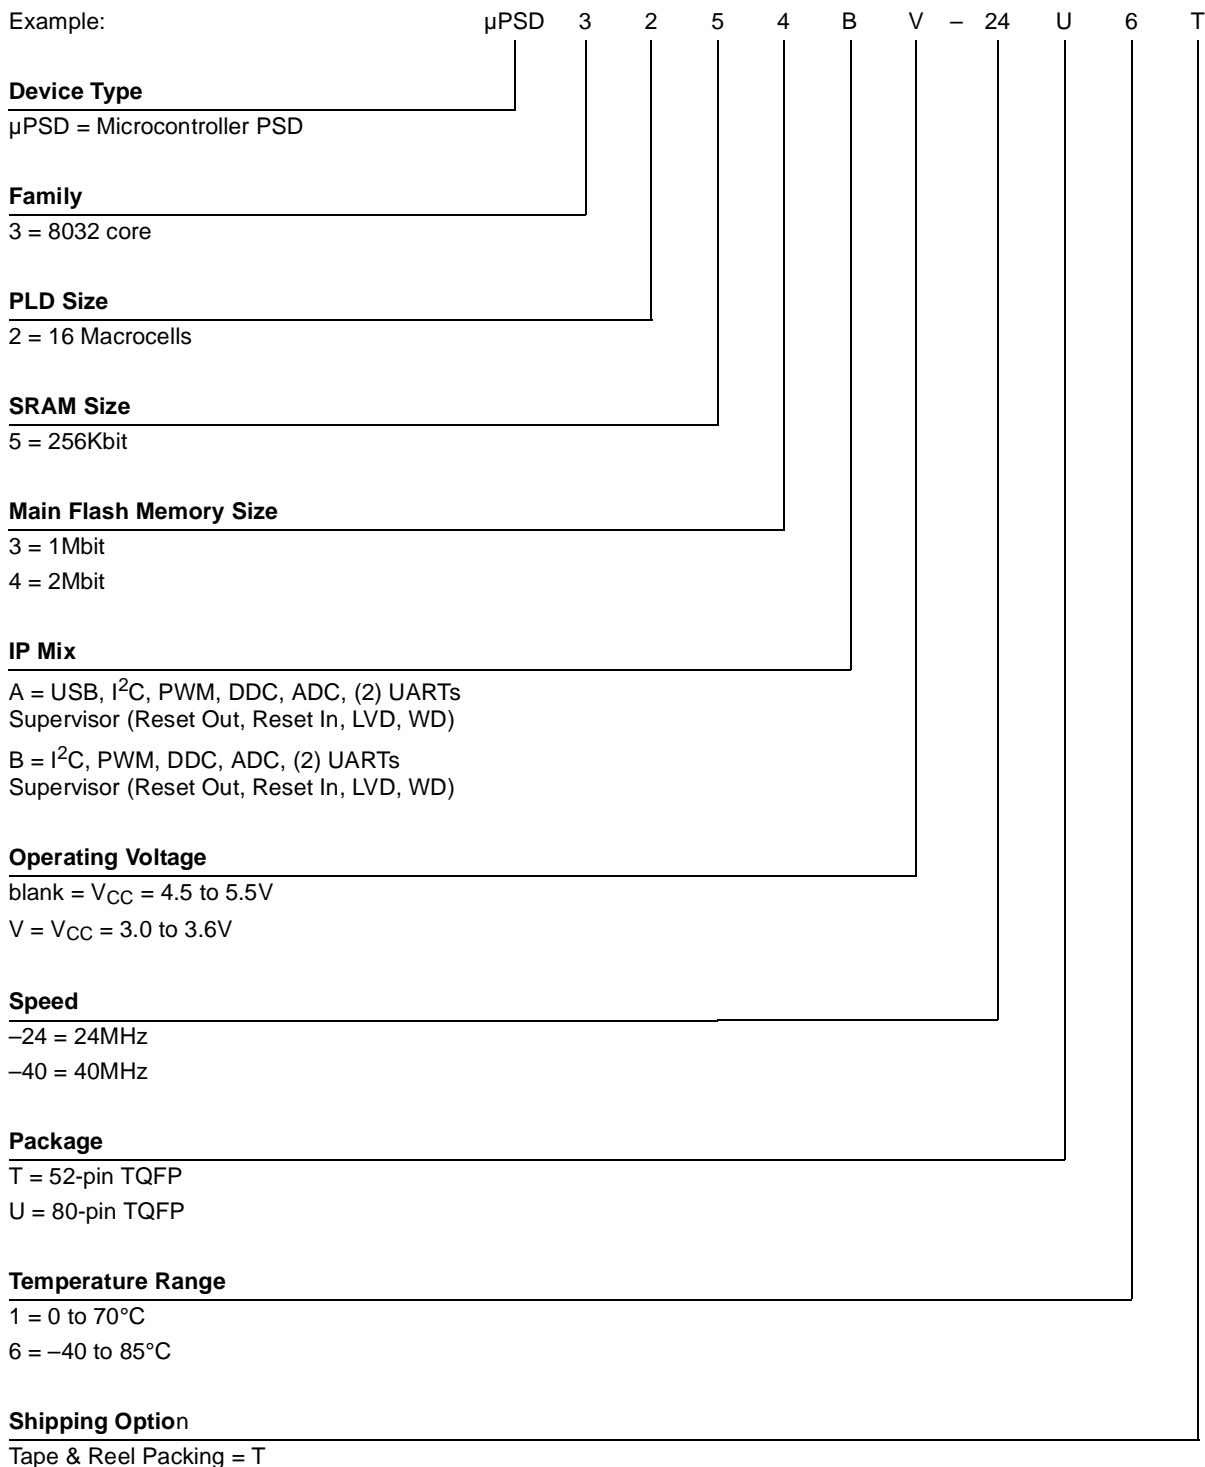 Example: µPSD 3 2 5 4 B V – 24 U 6 T
Device Type
µPSD = Microcontroller PSD
Family
3 = 8032 core
PLD Size
2 = 16 Macrocells
SRAM Size
5 = 256Kbit
Main Flash Memory Size
3 = 1Mbit
4 = 2Mbit
IP Mix
A = USB, I²C, PWM, DDC, ADC, (2) UARTs
Supervisor (Reset Out, Reset In, LVD, WD)
B = I²C, PWM, DDC, ADC, (2) UARTs
Supervisor (Reset Out, Reset In, LVD, WD)
Operating Voltage
blank = VCC = 4.5 to 5.5V
V = VCC = 3.0 to 3.6V
Speed
–24 = 24MHz
–40 = 40MHz
Package
T = 52-pin TQFP
U = 80-pin TQFP
Temperature Range
1 = 0 to 70°C
6 = –40 to 85°C
Shipping Option
Tape & Reel Packing = T